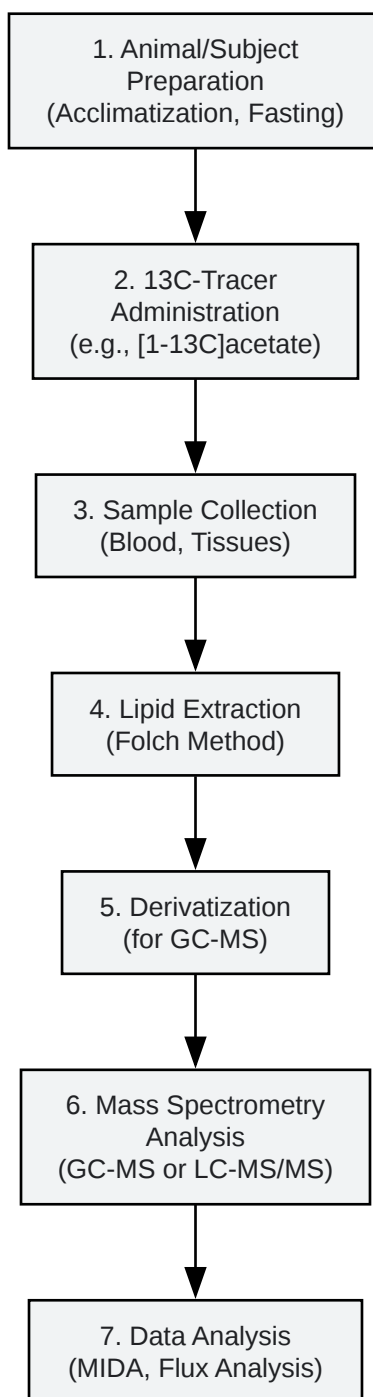 1. Animal/Subject
Preparation
(Acclimatization, Fasting)
2. 13C-Tracer
Administration
(e.g., [1-13C]acetate)
3. Sample Collection
(Blood, Tissues)
4. Lipid Extraction
(Folch Method)
5. Derivatization
(for GC-MS)
6. Mass Spectrometry
Analysis
(GC-MS or LC-MS/MS)
7. Data Analysis
(MIDA, Flux Analysis)